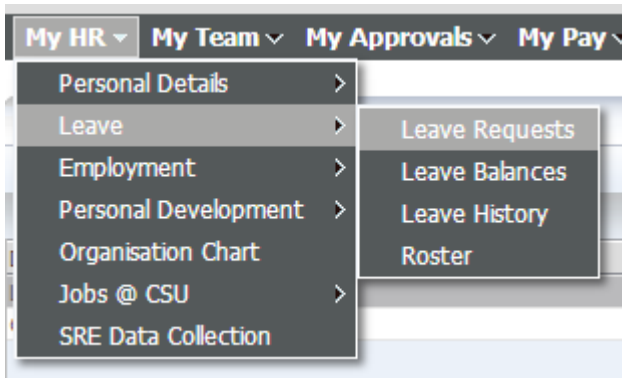 My HR My Team My Approvals My Pay
Personal Details
Leave
Employment
Personal Development
Organisation Chart
Jobs @ CSU
SRE Data Collection
Leave Requests
Leave Balances
Leave History
Roster